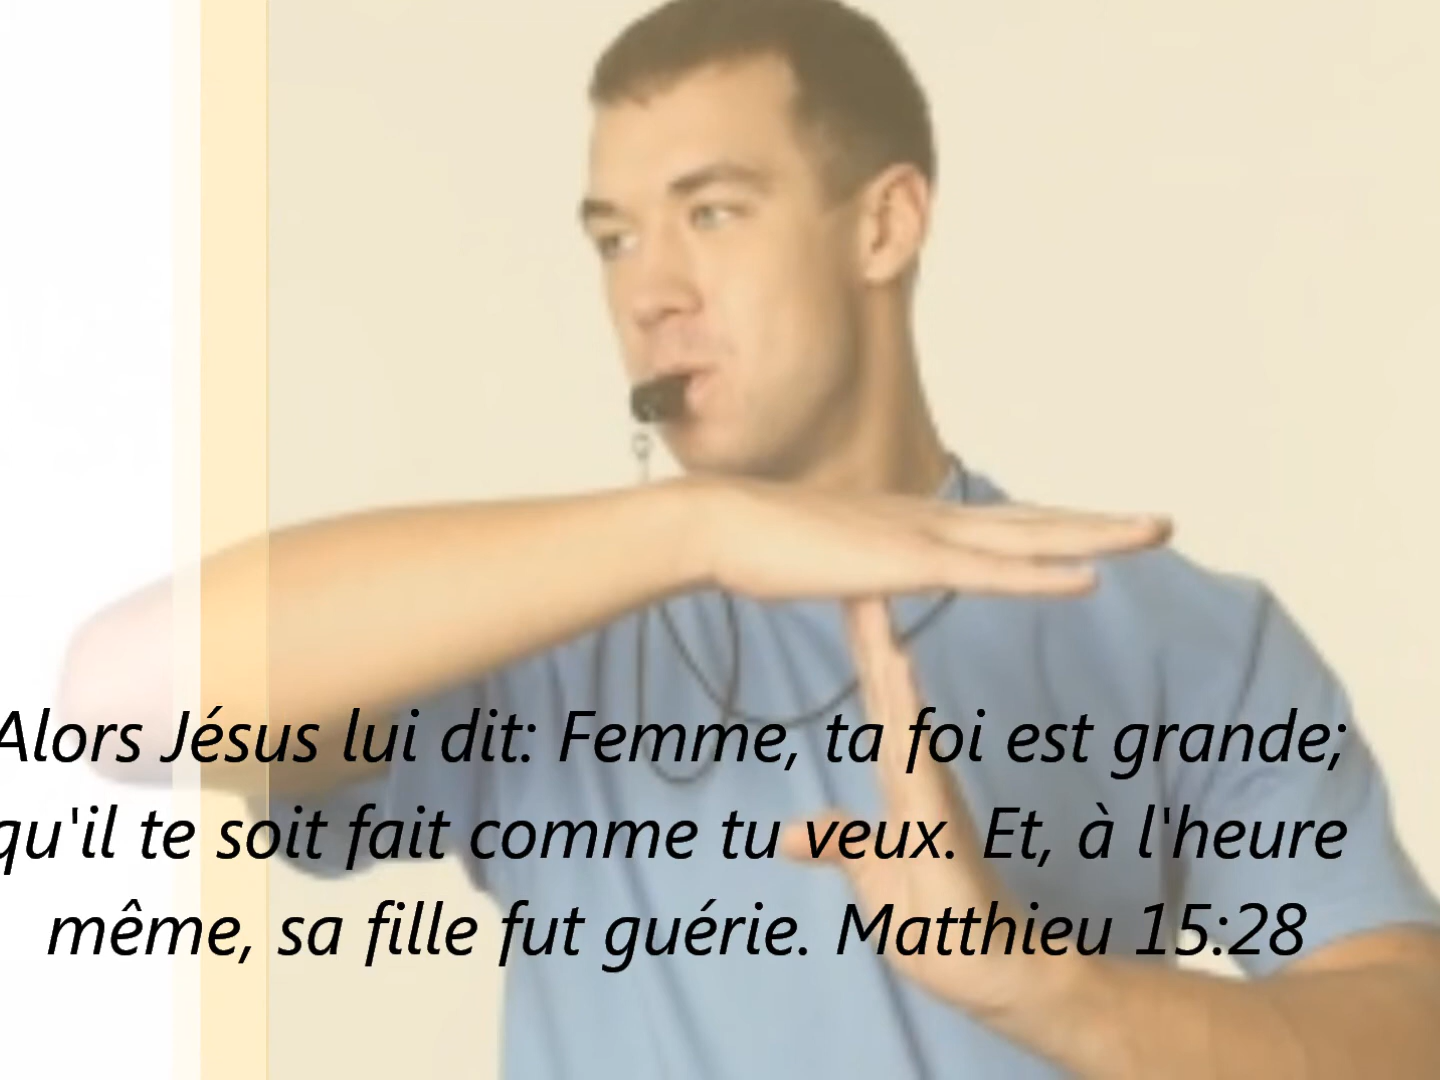 Alors Jésus lui dit: Femme, ta foi est grande;
qu'il te soit fait comme tu veux. Et, à l'heure
même, sa fille fut guérie. Matthieu 15:28